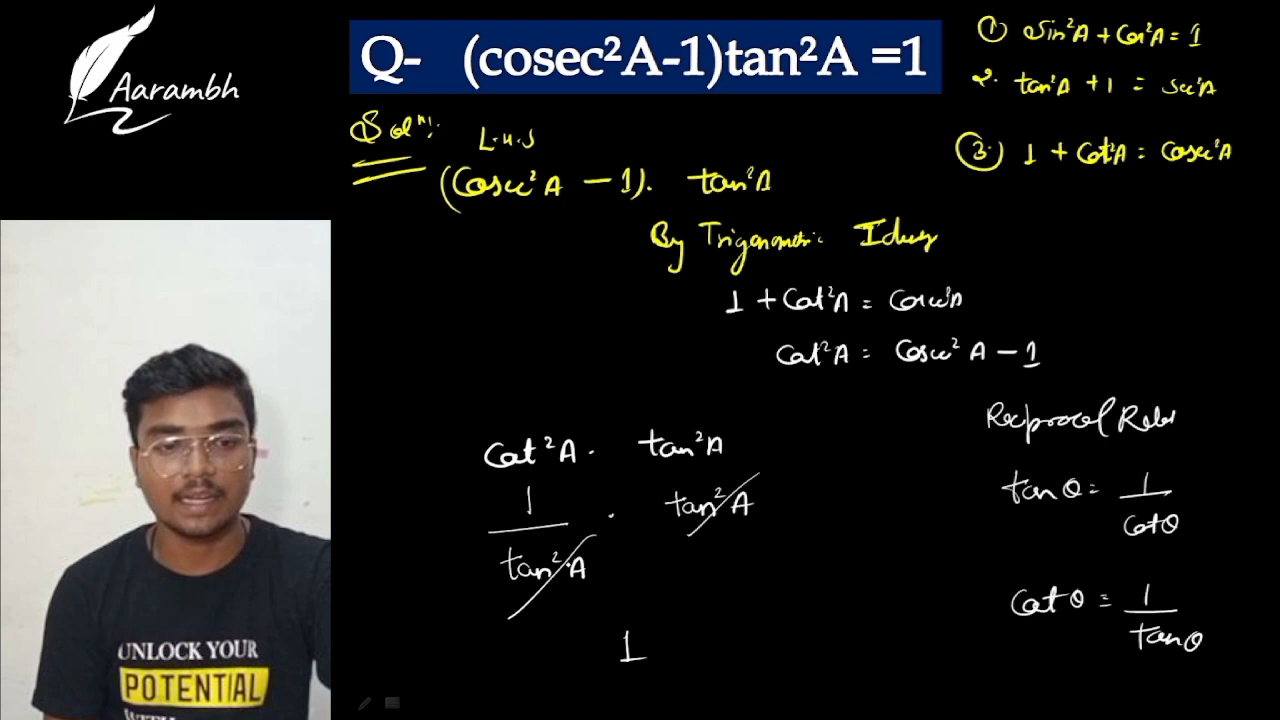 Aarambh
Q- (cosec²A-1)tan²A =1
① sin²A + cos²A = 1
2. tan²A + 1 = sec²A
③ 1 + cot²A = cosec²A
Solⁿ:
L.H.S
(cosec²A - 1). tan²A
By Trigonometric
1 + cot²A = cosec²A
cot²A = cosec²A - 1
cot²A . tan²A
1/tan²A . tan²A
1
Reciprocal
tanθ = 1/cotθ
cotθ = 1/tanθ
UNLOCK YOUR
POTENTIAL
WITH